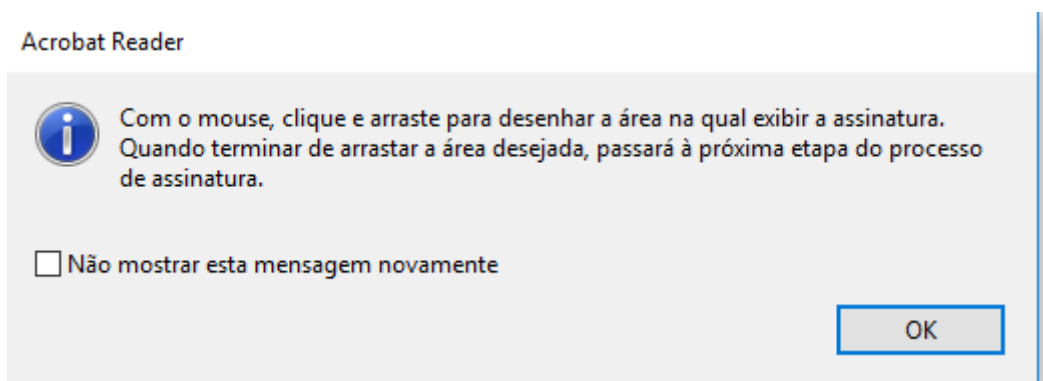 Acrobat Reader
Com o mouse, clique e arraste para desenhar a área na qual exibir a assinatura.
Quando terminar de arrastar a área desejada, passará à próxima etapa do processo
de assinatura.
Não mostrar esta mensagem novamente
OK